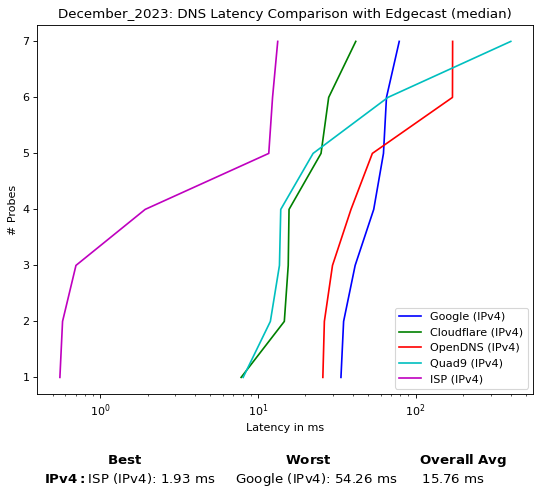 December_2023: DNS Latency Comparison with Edgecast (median)
7
6
5
4
3
2
1
# Probes
10⁰ 10¹ 10²
Latency in ms
Google (IPv4)
Cloudflare (IPv4)
OpenDNS (IPv4)
Quad9 (IPv4)
ISP (IPv4)
Best Worst Overall Avg
IPv4: ISP (IPv4): 1.93 ms Google (IPv4): 54.26 ms 15.76 ms